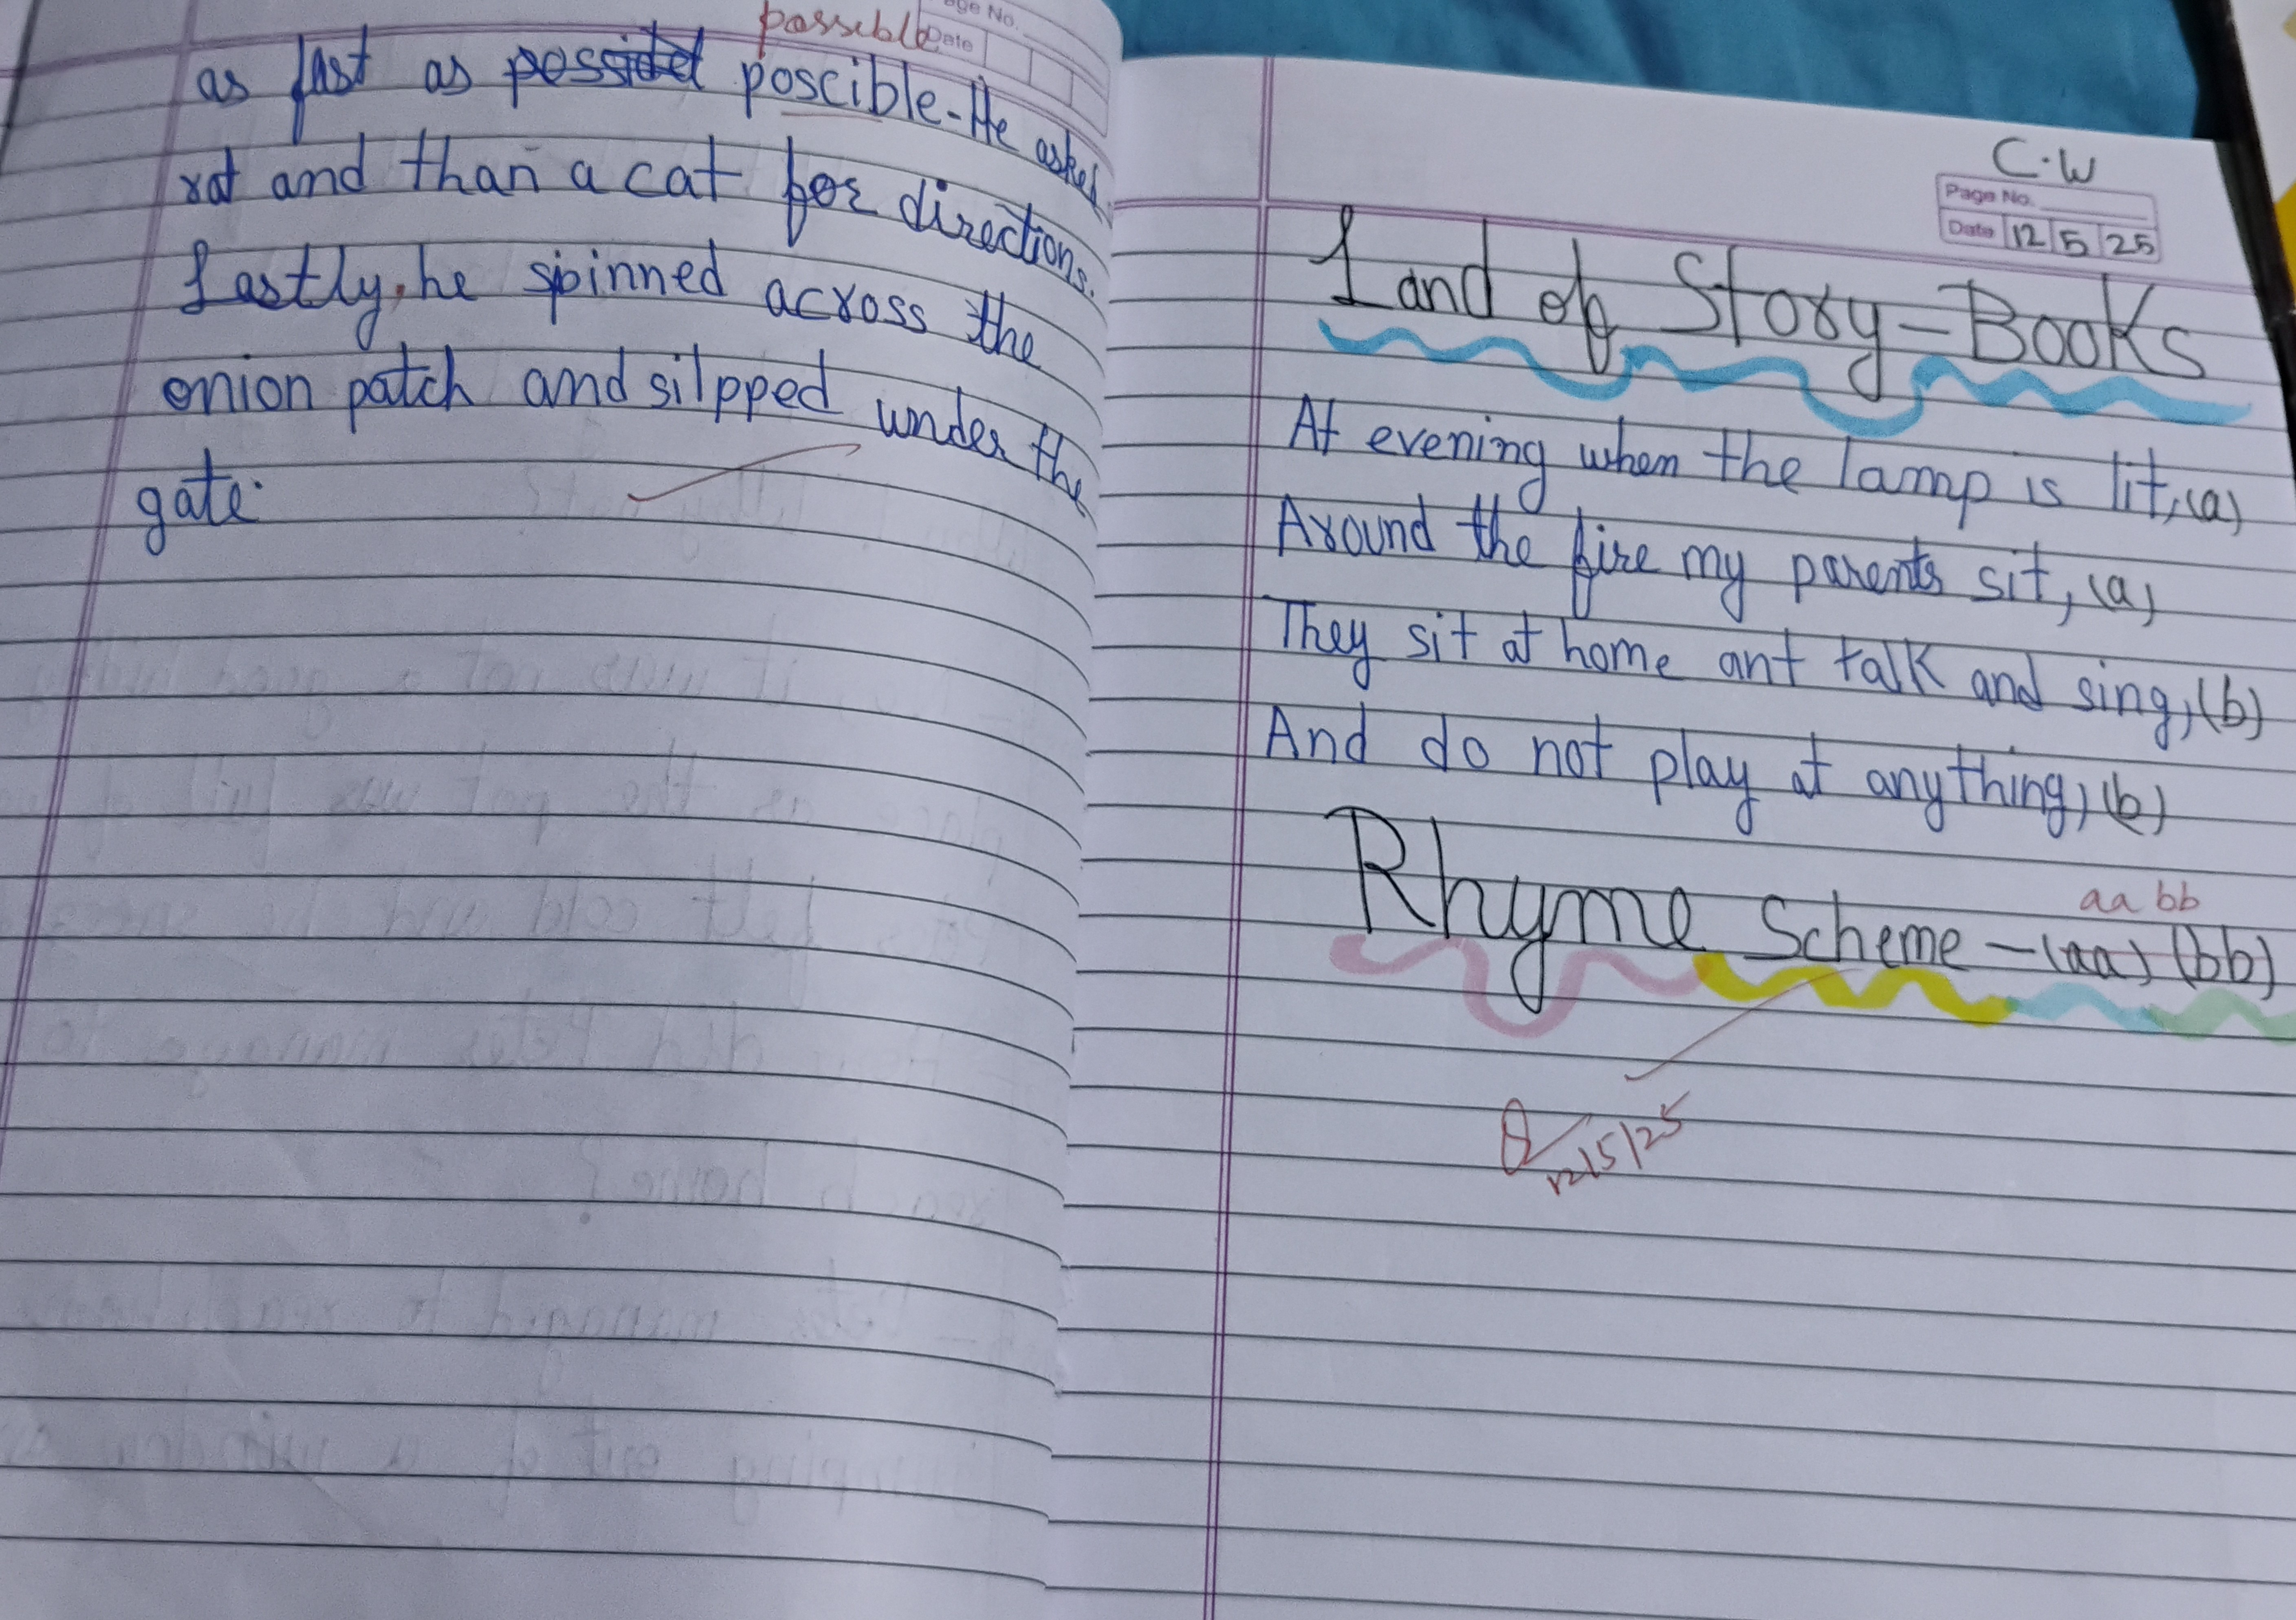 possible
age No.
Date
as fast as poscible. He asked
rat and than a cat for directions.
Lastly, he spinned across the
onion patch and silpped under the
gate.
C.W
Page No.
Date 12 5 25
Land of Story-Books
At evening when the lamp is lit, (a)
Around the fire my parents sit, (a)
They sit at home ant talk and sing, (b)
And do not play at anything, (b)
aa bb
Rhyme Scheme - (aa) (bb)
12/5/25